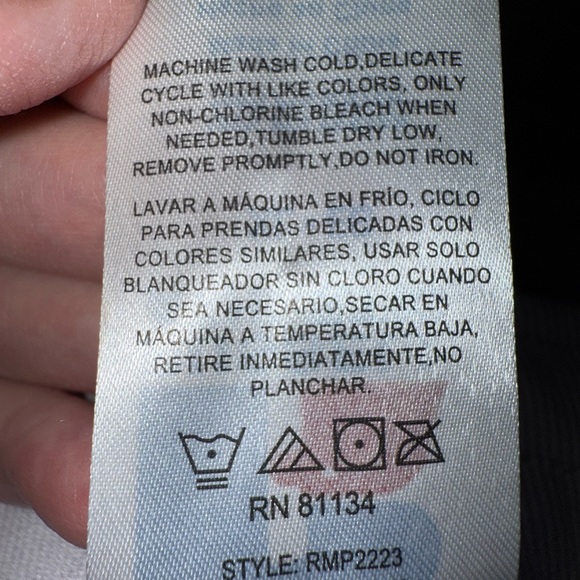 MACHINE WASH COLD,DELICATE
CYCLE WITH LIKE COLORS, ONLY
NON-CHLORINE BLEACH WHEN
NEEDED,TUMBLE DRY LOW,
REMOVE PROMPTLY,DO NOT IRON.
LAVAR A MÁQUINA EN FRÍO, CICLO
PARA PRENDAS DELICADAS CON
COLORES SIMILARES, USAR SOLO
BLANQUEADOR SIN CLORO CUANDO
SEA NECESARIO,SECAR EN
MÁQUINA A TEMPERATURA BAJA,
RETIRE INMEDIATAMENTE,NO
PLANCHAR.
RN 81134
STYLE: RMP2223